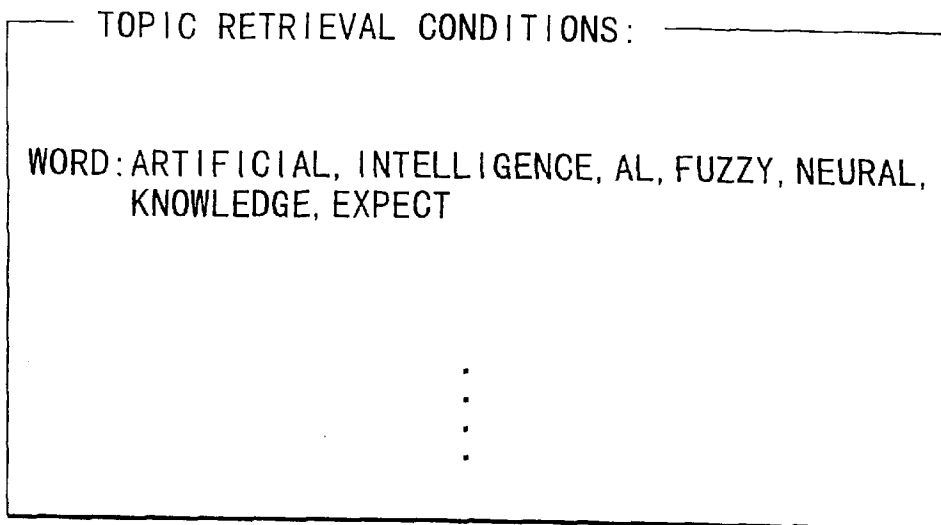 TOPIC RETRIEVAL CONDITIONS:
WORD:ARTIFICIAL, INTELLIGENCE, AL, FUZZY, NEURAL,
KNOWLEDGE, EXPECT